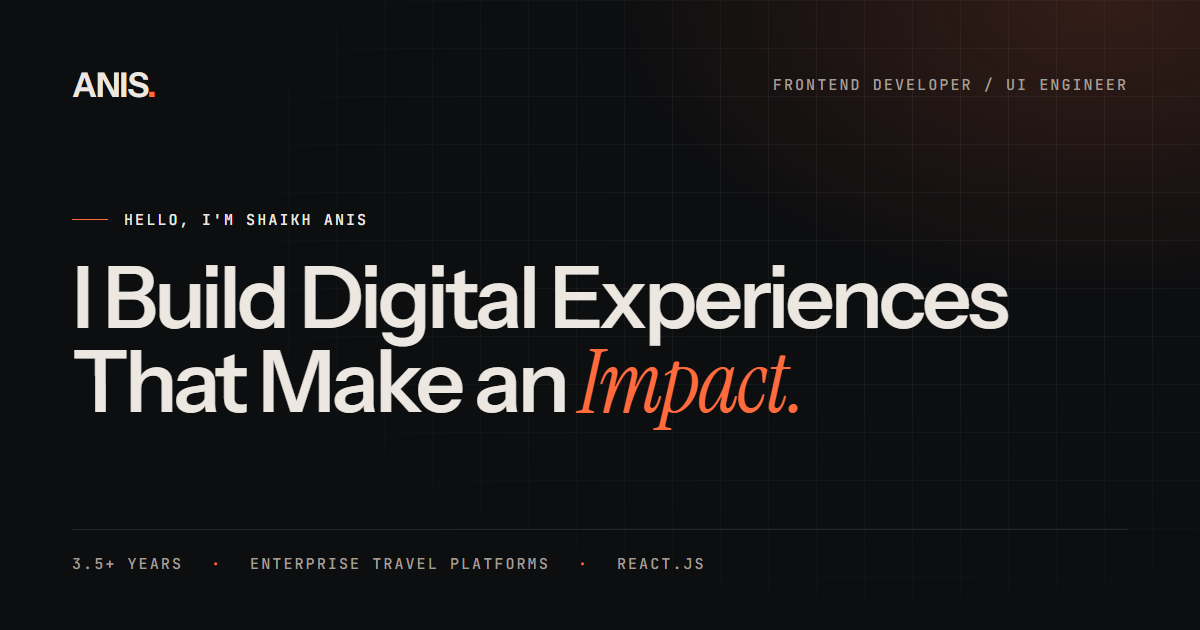 ANIS.
FRONTEND DEVELOPER / UI ENGINEER
HELLO, I'M SHAIKH ANIS
I Build Digital Experiences
That Make an Impact.
3.5+ YEARS · ENTERPRISE TRAVEL PLATFORMS · REACT.JS